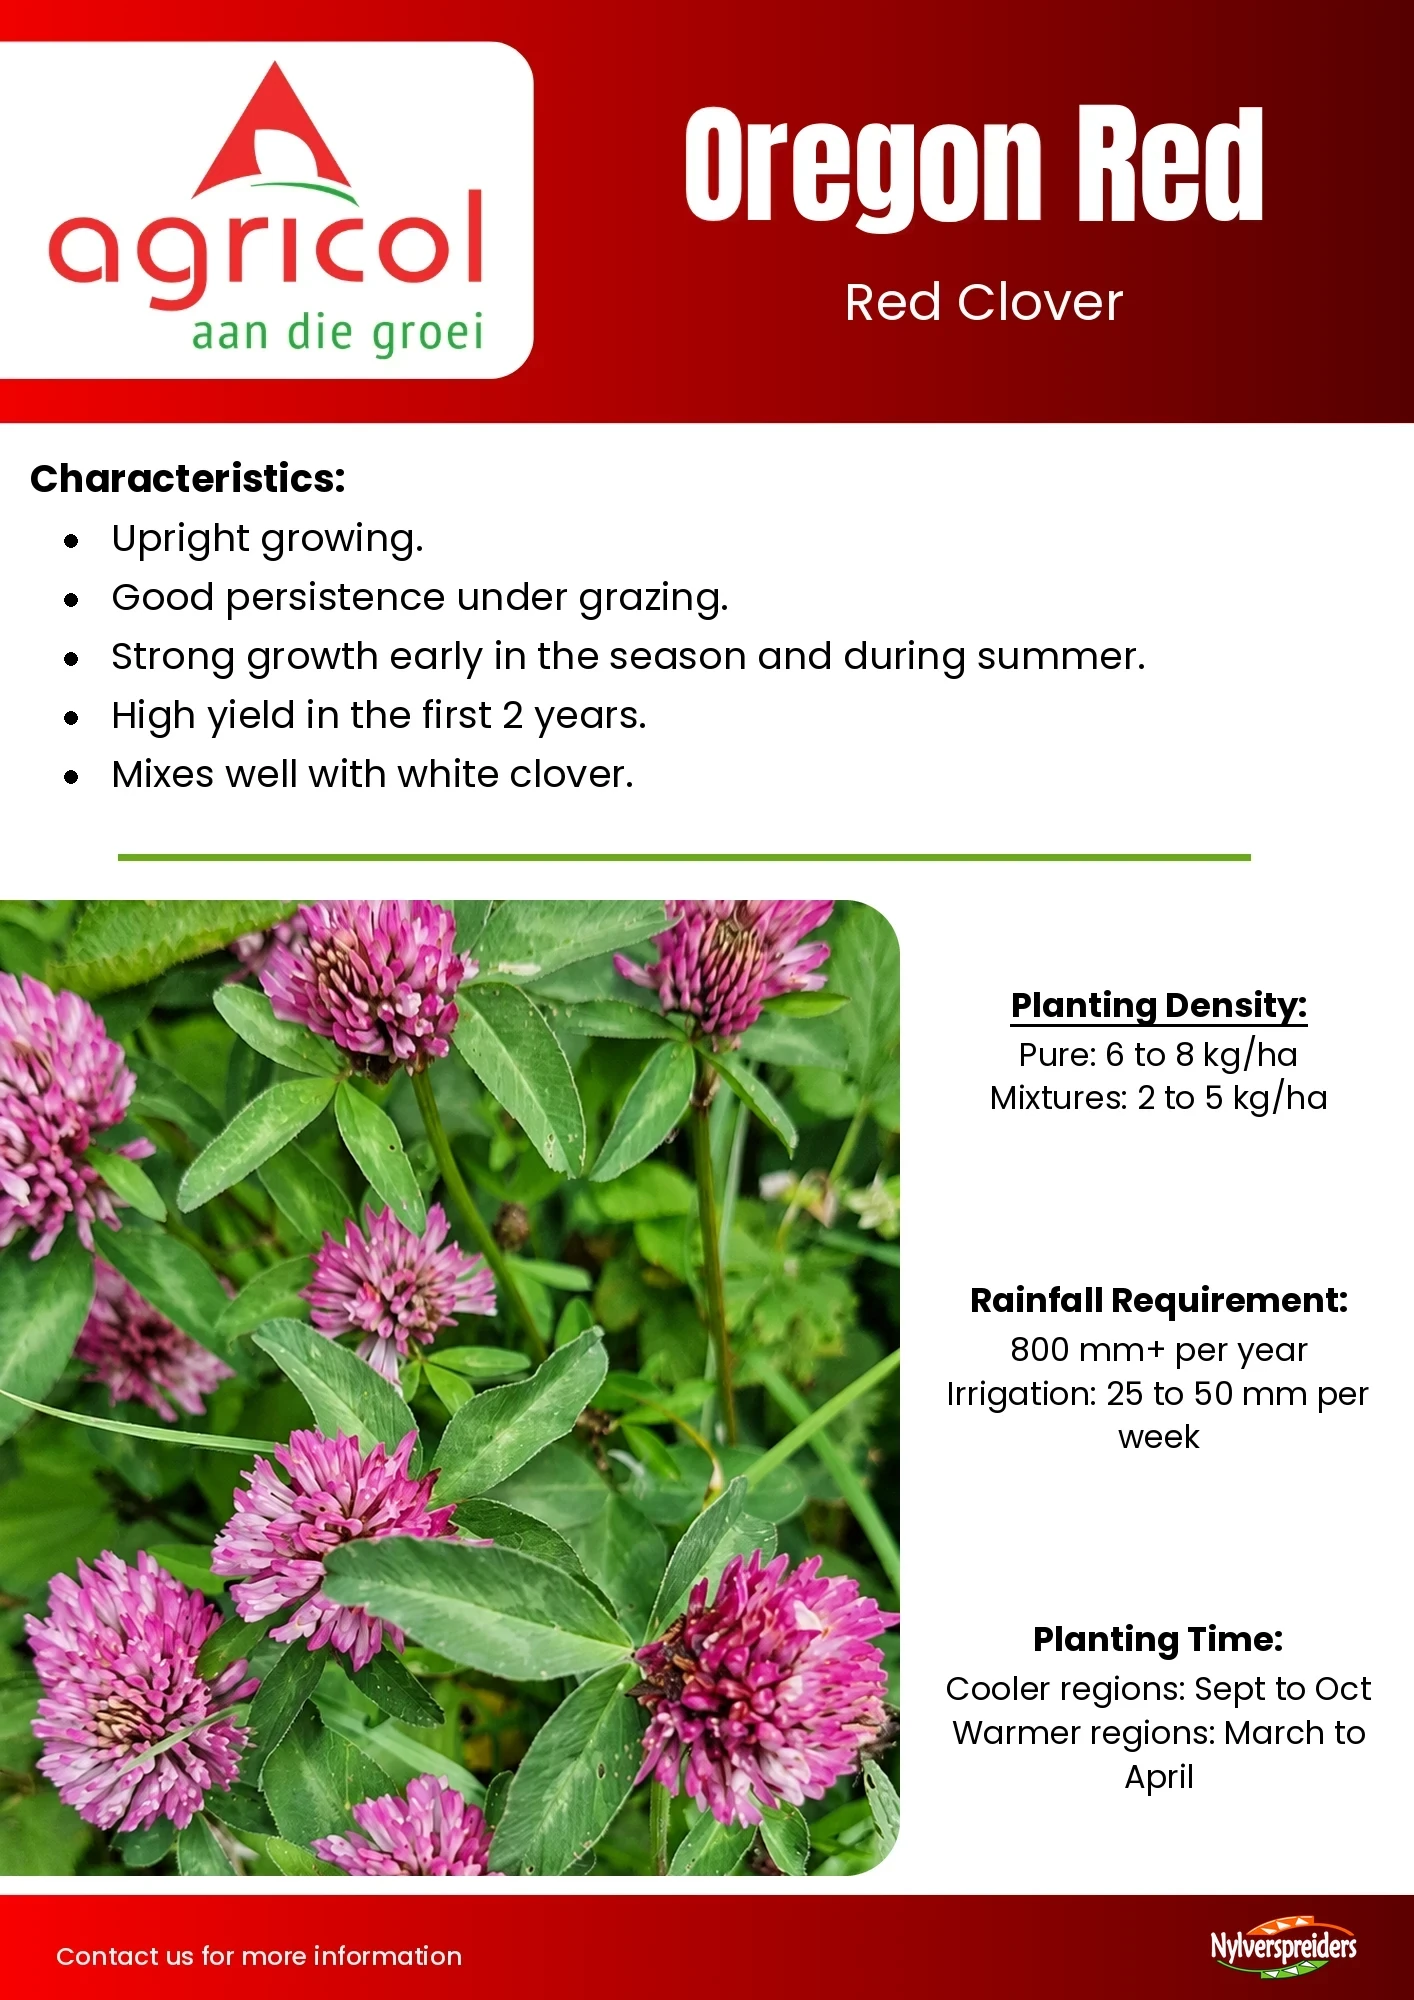 agricol
aan die groei
Oregon Red
Red Clover
Characteristics:
• Upright growing.
• Good persistence under grazing.
• Strong growth early in the season and during summer.
• High yield in the first 2 years.
• Mixes well with white clover.
Planting Density:
Pure: 6 to 8 kg/ha
Mixtures: 2 to 5 kg/ha
Rainfall Requirement:
800 mm+ per year
Irrigation: 25 to 50 mm per
week
Planting Time:
Cooler regions: Sept to Oct
Warmer regions: March to
April
Contact us for more information
Nylverspreiders